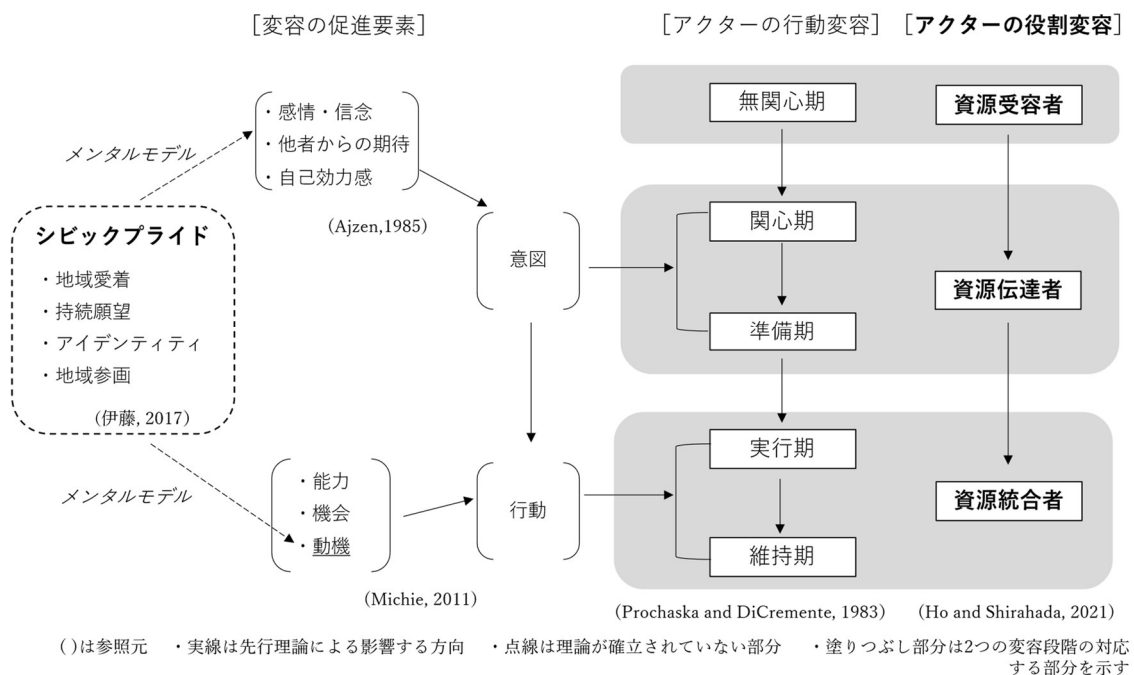 [変容の促進要素]
[アクターの行動変容]
[アクターの役割変容]
メンタルモデル
・感情・信念
・他者からの期待
・自己効力感
(Ajzen,1985)
シビックプライド
・地域愛着
・持続願望
・アイデンティティ
・地域参画
(伊藤, 2017)
メンタルモデル
・能力
・機会
・動機
(Michie, 2011)
意図
行動
無関心期
関心期
準備期
実行期
維持期
(Prochaska and DiCremente, 1983)
資源受容者
資源伝達者
資源統合者
(Ho and Shirahada, 2021)
( )は参照元 ・実線は先行理論による影響する方向 ・点線は理論が確立されていない部分 ・塗りつぶし部分は2つの変容段階の対応
する部分を示す